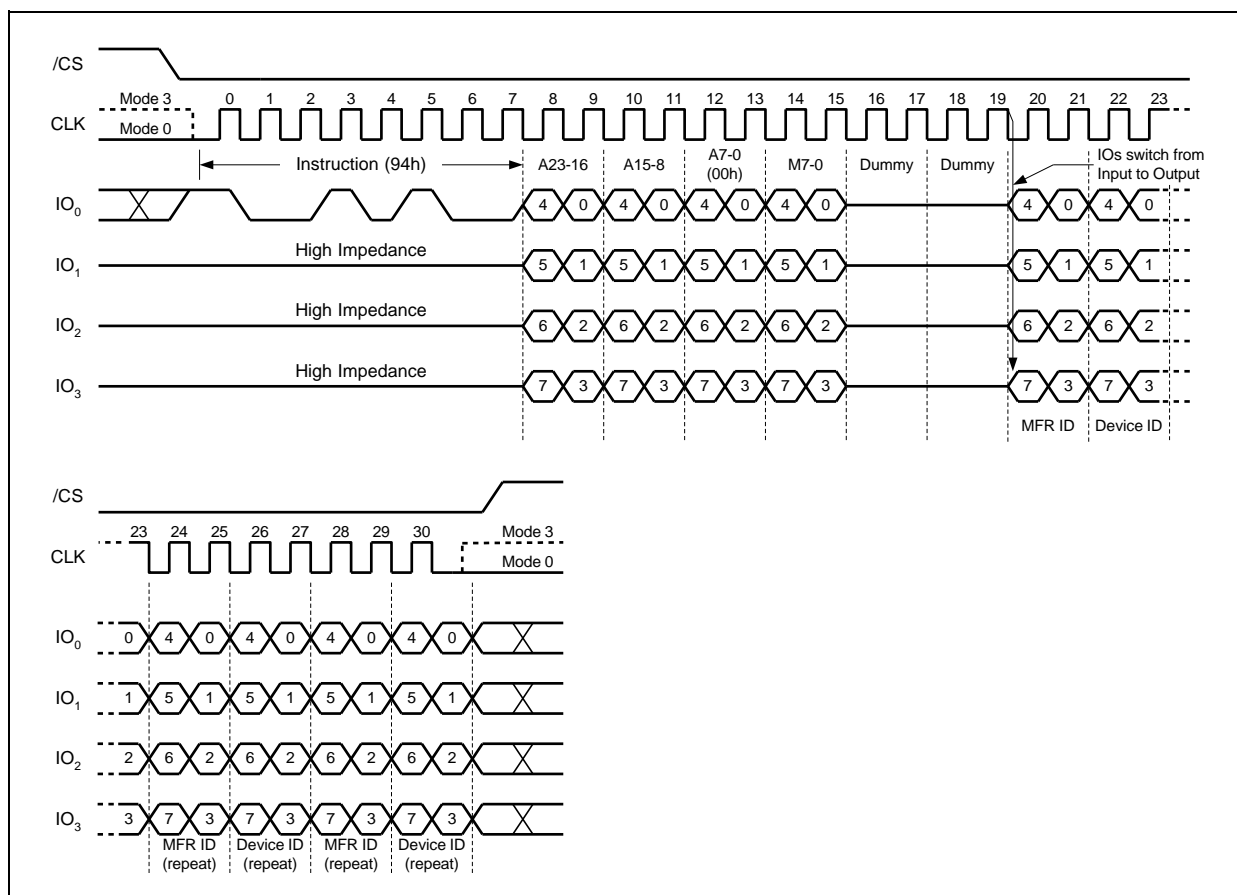 /CS
Mode 3 0 1 2 3 4 5 6 7 8 9 10 11 12 13 14 15 16 17 18 19 20 21 22 23
CLK
Mode 0
Instruction (94h) A23-16 A15-8 A7-0 (00h) M7-0 Dummy Dummy IOs switch from Input to Output
IO0 4 0 4 0 4 0 4 0 4 0 4 0
High Impedance
IO1 5 1 5 1 5 1 5 1 5 1 5 1
High Impedance
IO2 6 2 6 2 6 2 6 2 6 2 6 2
High Impedance
IO3 7 3 7 3 7 3 7 3 7 3 7 3
MFR ID Device ID
/CS
23 24 25 26 27 28 29 30 Mode 3
CLK
Mode 0
IO0 0 4 0 4 0 4 0 4 0
IO1 1 5 1 5 1 5 1 5 1
IO2 2 6 2 6 2 6 2 6 2
IO3 3 7 3 7 3 7 3 7 3
MFR ID Device ID MFR ID Device ID
(repeat) (repeat) (repeat) (repeat)